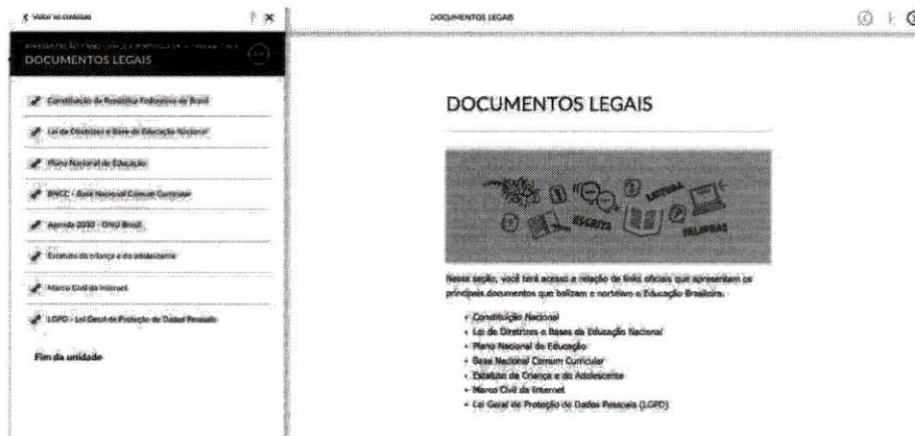 Voltar ao conteúdo
DOCUMENTOS LEGAIS
Constituição da República Federativa do Brasil
Lei de Diretrizes e Base da Educação Nacional
Plano Nacional de Educação
BNCC - Base Nacional Comum Curricular
Agenda 2030 - ONU Brasil
Estatuto da criança e do adolescente
Marco Civil da Internet
LGPD - Lei Geral de Proteção de Dados Pessoais
Fim da unidade
DOCUMENTOS LEGAIS
DOCUMENTOS LEGAIS
LEITURA
ESCRITA
PALAVRAS
Nessa seção, você terá acesso a relação de links oficiais que apresentam os
principais documentos que balizam e norteiam a Educação Brasileira:
Constituição Nacional
Lei de Diretrizes e Bases da Educação Nacional
Plano Nacional de Educação
Base Nacional Comum Curricular
Estatuto da Criança e do Adolescente
Marco Civil da Internet
Lei Geral de Proteção de Dados Pessoais (LGPD)